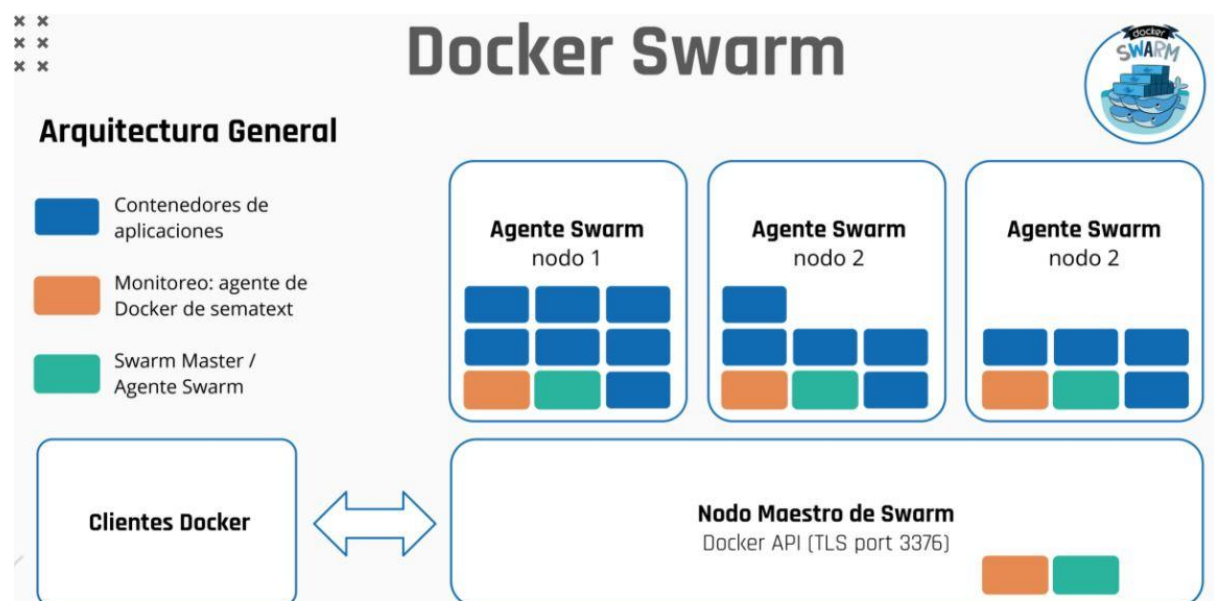 Docker Swarm
docker
SWARM
Arquitectura General
Contenedores de
aplicaciones
Monitoreo: agente de
Docker de sematext
Swarm Master /
Agente Swarm
Agente Swarm
nodo 1
Agente Swarm
nodo 2
Agente Swarm
nodo 2
Clientes Docker
Nodo Maestro de Swarm
Docker API (TLS port 3376)